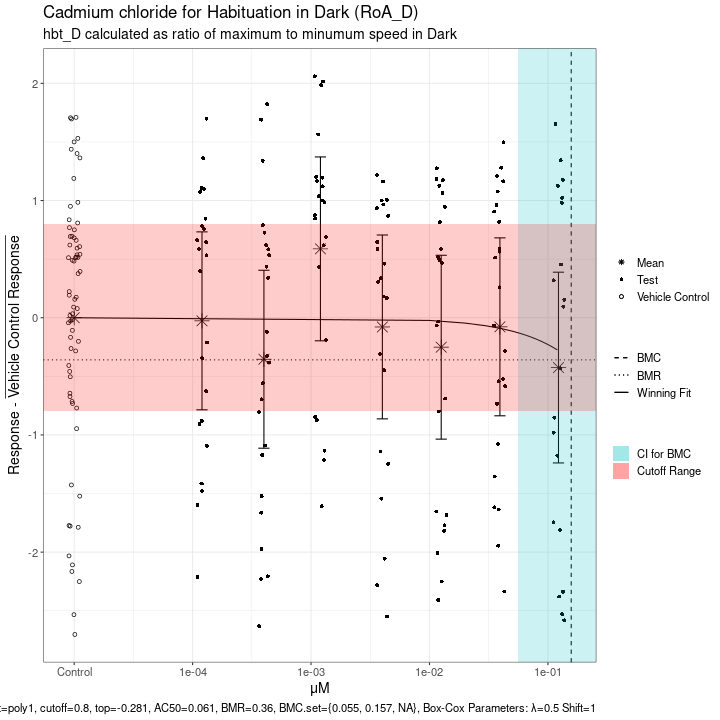 Cadmium chloride for Habituation in Dark (RoA_D)
hbt_D calculated as ratio of maximum to minumum speed in Dark
Response - Vehicle Control Response
2
1
0
-1
-2
Control
1e-04
1e-03
1e-02
1e-01
μM
Mean
Test
Vehicle Control
BMC
BMR
Winning Fit
CI for BMC
Cutoff Range
=poly1, cutoff=0.8, top=-0.281, AC50=0.061, BMR=0.36, BMC.set={0.055, 0.157, NA}, Box-Cox Parameters: λ=0.5 Shift=1